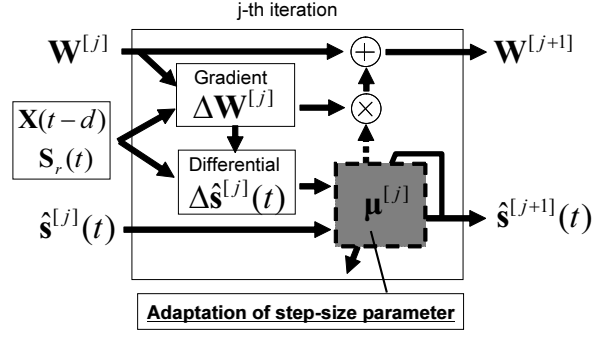 j-th iteration
W^[j]
+
W^[j+1]
Gradient
ΔW^[j]
×
X(t−d)
S_r(t)
Differential
Δŝ^[j](t)
μ^[j]
ŝ^[j](t)
ŝ^[j+1](t)
Adaptation of step-size parameter